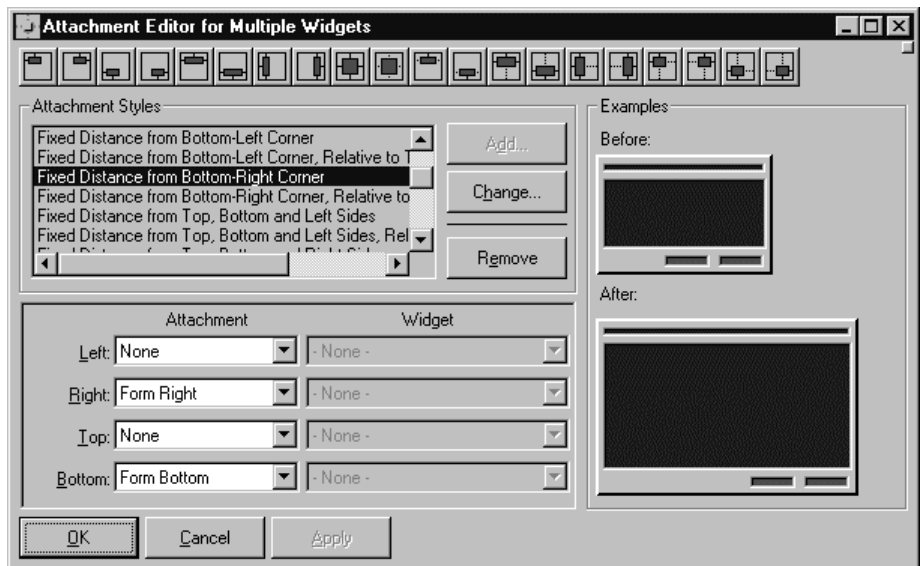 Attachment Editor for Multiple Widgets
Attachment Styles
Fixed Distance from Bottom-Left Corner
Fixed Distance from Bottom-Left Corner, Relative to T
Fixed Distance from Bottom-Right Corner
Fixed Distance from Bottom-Right Corner, Relative to
Fixed Distance from Top, Bottom and Left Sides
Fixed Distance from Top, Bottom and Left Sides, Rel
Add...
Change...
Remove
Attachment Widget
Left: None - None -
Right: Form Right - None -
Top: None - None -
Bottom: Form Bottom - None -
Examples
Before:
After:
OK Cancel Apply